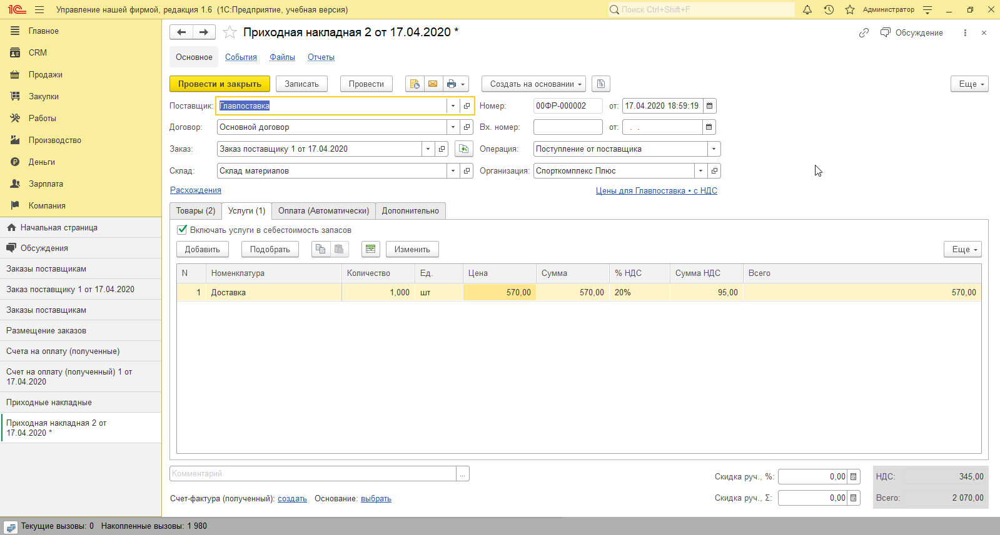 1С Управление нашей фирмой, редакция 1.6 (1С:Предприятие, учебная версия) Поиск Ctrl+Shift+F Администратор
Главное
CRM
Продажи
Закупки
Работы
Производство
Деньги
Зарплата
Компания
Начальная страница
Обсуждения
Заказы поставщикам
Заказ поставщику 1 от 17.04.2020
Заказы поставщикам
Размещение заказов
Счета на оплату (полученные)
Счет на оплату (полученный) 1 от
17.04.2020
Приходные накладные
Приходная накладная 2 от
17.04.2020 *
Приходная накладная 2 от 17.04.2020 * Обсуждение
Основное События Файлы Отчеты
Провести и закрыть Записать Провести Создать на основании Еще
Поставщик: Главпоставка Номер: 00ФР-000002 от: 17.04.2020 18:59:19
Договор: Основной договор Вх. номер: от: . .
Заказ: Заказ поставщику 1 от 17.04.2020 Операция: Поступление от поставщика
Склад: Склад материалов Организация: Спорткомплекс Плюс
Расхождения Цены для Главпоставка • с НДС
Товары (2) Услуги (1) Оплата (Автоматически) Дополнительно
Включать услуги в себестоимость запасов
Добавить Подобрать Изменить Еще
N Номенклатура Количество Ед. Цена Сумма % НДС Сумма НДС Всего
1 Доставка 1,000 шт 570,00 570,00 20% 95,00 570,00
Комментарий ... Скидка руч., %: 0,00 НДС: 345,00
Счет-фактура (полученный): создать Основание: выбрать Скидка руч., Σ: 0,00 Всего: 2 070,00
Текущие вызовы: 0 Накопленные вызовы: 1 980